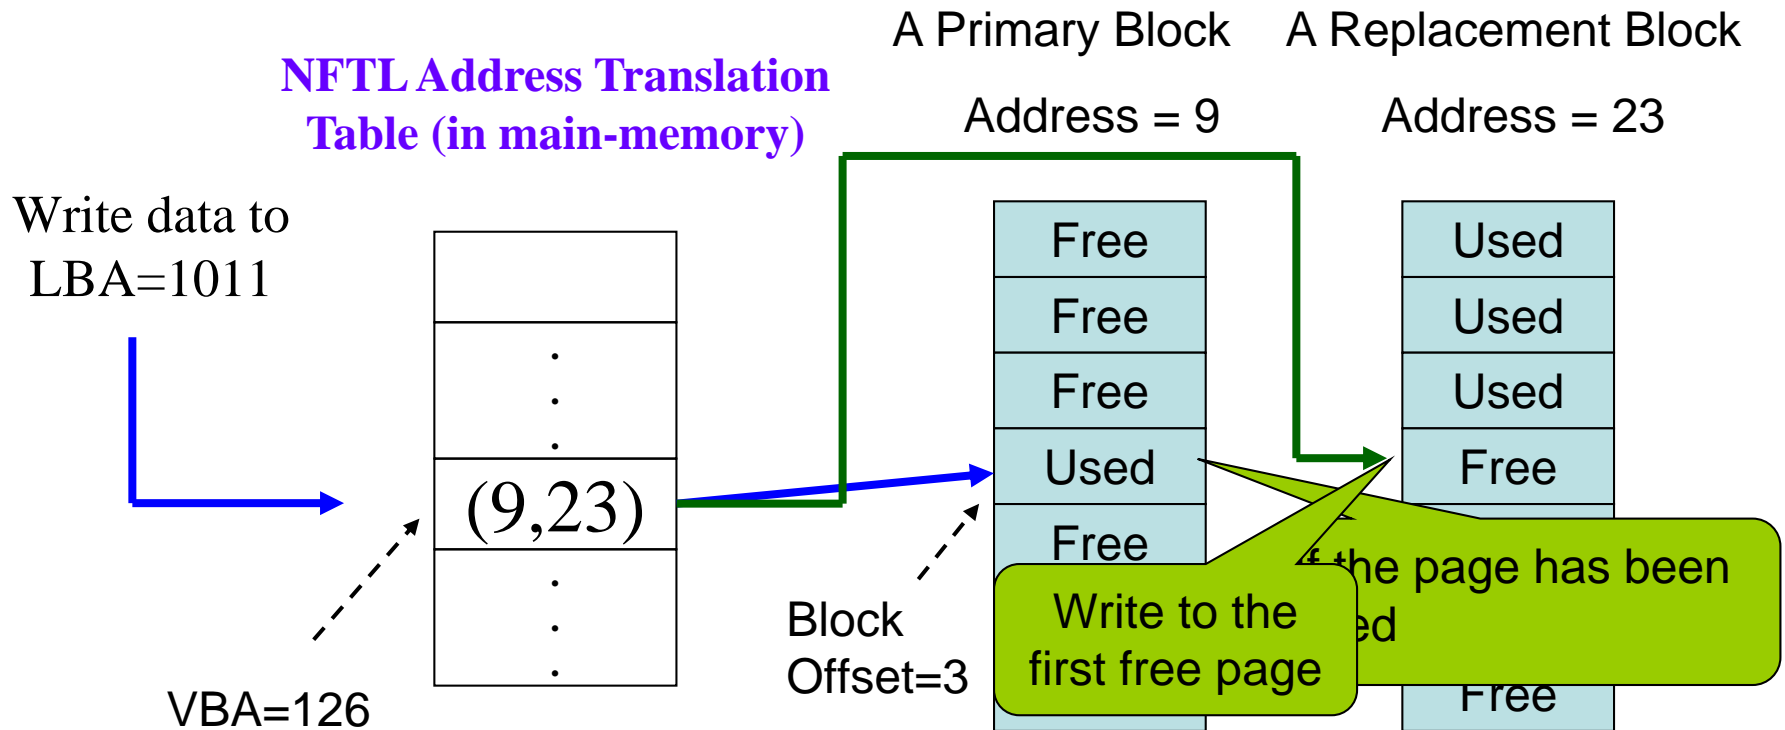 A Primary Block
A Replacement Block
NFTL Address Translation
Table (in main-memory)
Address = 9
Address = 23
Write data to
LBA=1011
Free
Free
Free
Used
Free
Used
Used
Used
Free
Free
(9,23)
.
.
.
.
.
.
the page has been
Write to the
first free page
Block
Offset=3
VBA=126